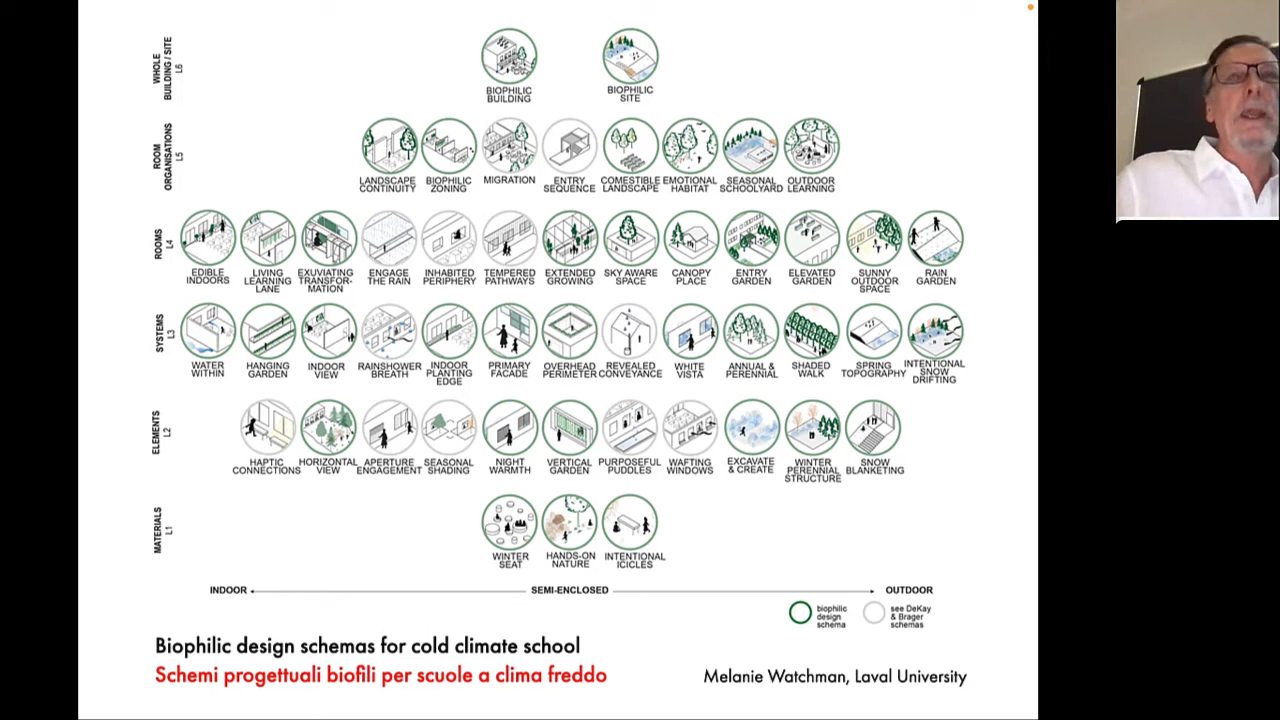 WHOLE
BUILDING / SITE
L6
BIOPHILIC
BUILDING
BIOPHILIC
SITE
ROOM
ORGANISATIONS
L5
LANDSCAPE
CONTINUITY
BIOPHILIC
ZONING
MIGRATION
ENTRY
SEQUENCE
COMESTIBLE
LANDSCAPE
EMOTIONAL
HABITAT
SEASONAL
SCHOOLYARD
OUTDOOR
LEARNING
ROOMS
L4
EDIBLE
INDOORS
LIVING
LEARNING
LANE
EXUVIATING
TRANSFOR-
MATION
ENGAGE
THE RAIN
INHABITED
PERIPHERY
TEMPERED
PATHWAYS
EXTENDED
GROWING
SKY AWARE
SPACE
CANOPY
PLACE
ENTRY
GARDEN
ELEVATED
GARDEN
SUNNY
OUTDOOR
SPACE
RAIN
GARDEN
SYSTEMS
L3
WATER
WITHIN
HANGING
GARDEN
INDOOR
VIEW
RAINSHOWER
BREATH
INDOOR
PLANTING
EDGE
PRIMARY
FACADE
OVERHEAD
PERIMETER
REVEALED
CONVEYANCE
WHITE
VISTA
ANNUAL &
PERENNIAL
SHADED
WALK
SPRING
TOPOGRAPHY
INTENTIONAL
SNOW
DRIFTING
ELEMENTS
L2
HAPTIC
CONNECTIONS
HORIZONTAL
VIEW
APERTURE
ENGAGEMENT
SEASONAL
SHADING
NIGHT
WARMTH
VERTICAL
GARDEN
PURPOSEFUL
PUDDLES
WAFTING
WINDOWS
EXCAVATE
& CREATE
WINTER
PERENNIAL
STRUCTURE
SNOW
BLANKETING
MATERIALS
L1
WINTER
SEAT
HANDS-ON
NATURE
INTENTIONAL
ICICLES
INDOOR
SEMI-ENCLOSED
OUTDOOR
biophilic
design
schema
see DeKay
& Brager
schemas
Biophilic design schemas for cold climate school
Schemi progettuali biofili per scuole a clima freddo
Melanie Watchman, Laval University